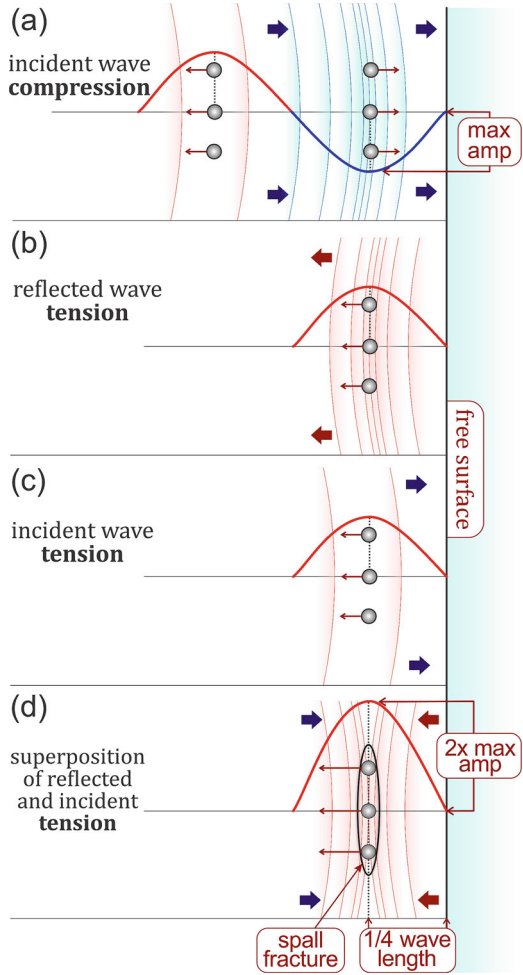 (a)
incident wave
compression
max
amp
(b)
reflected wave
tension
free surface
(c)
incident wave
tension
(d)
superposition
of reflected
and incident
tension
2x max
amp
spall
fracture
1/4 wave
length